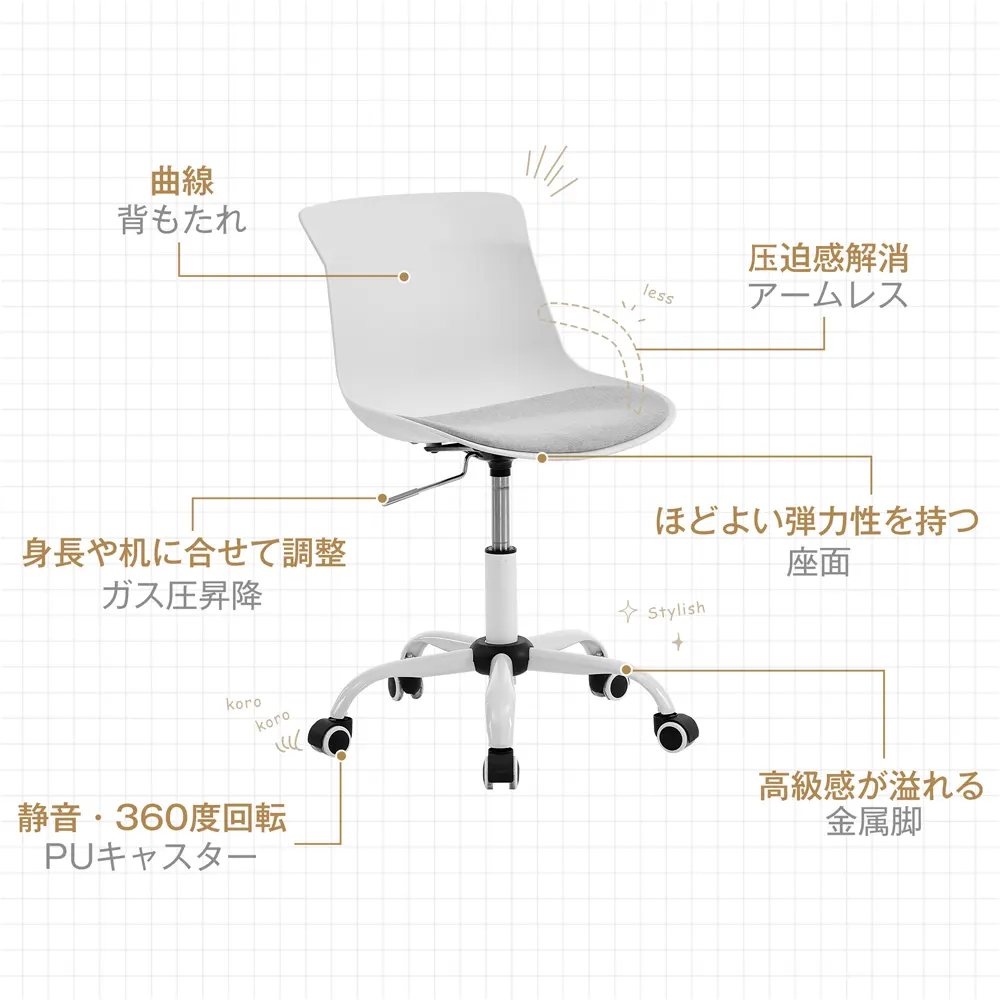 曲線
背もたれ
压迫感解消
アームレス
less
身長や机に合せて調整
ガス圧昇降
ほどよい弾力性を持つ
座面
Stylish
koro
koro
高級感が溢れる
金属脚
静音・360度回転
PUキャスター